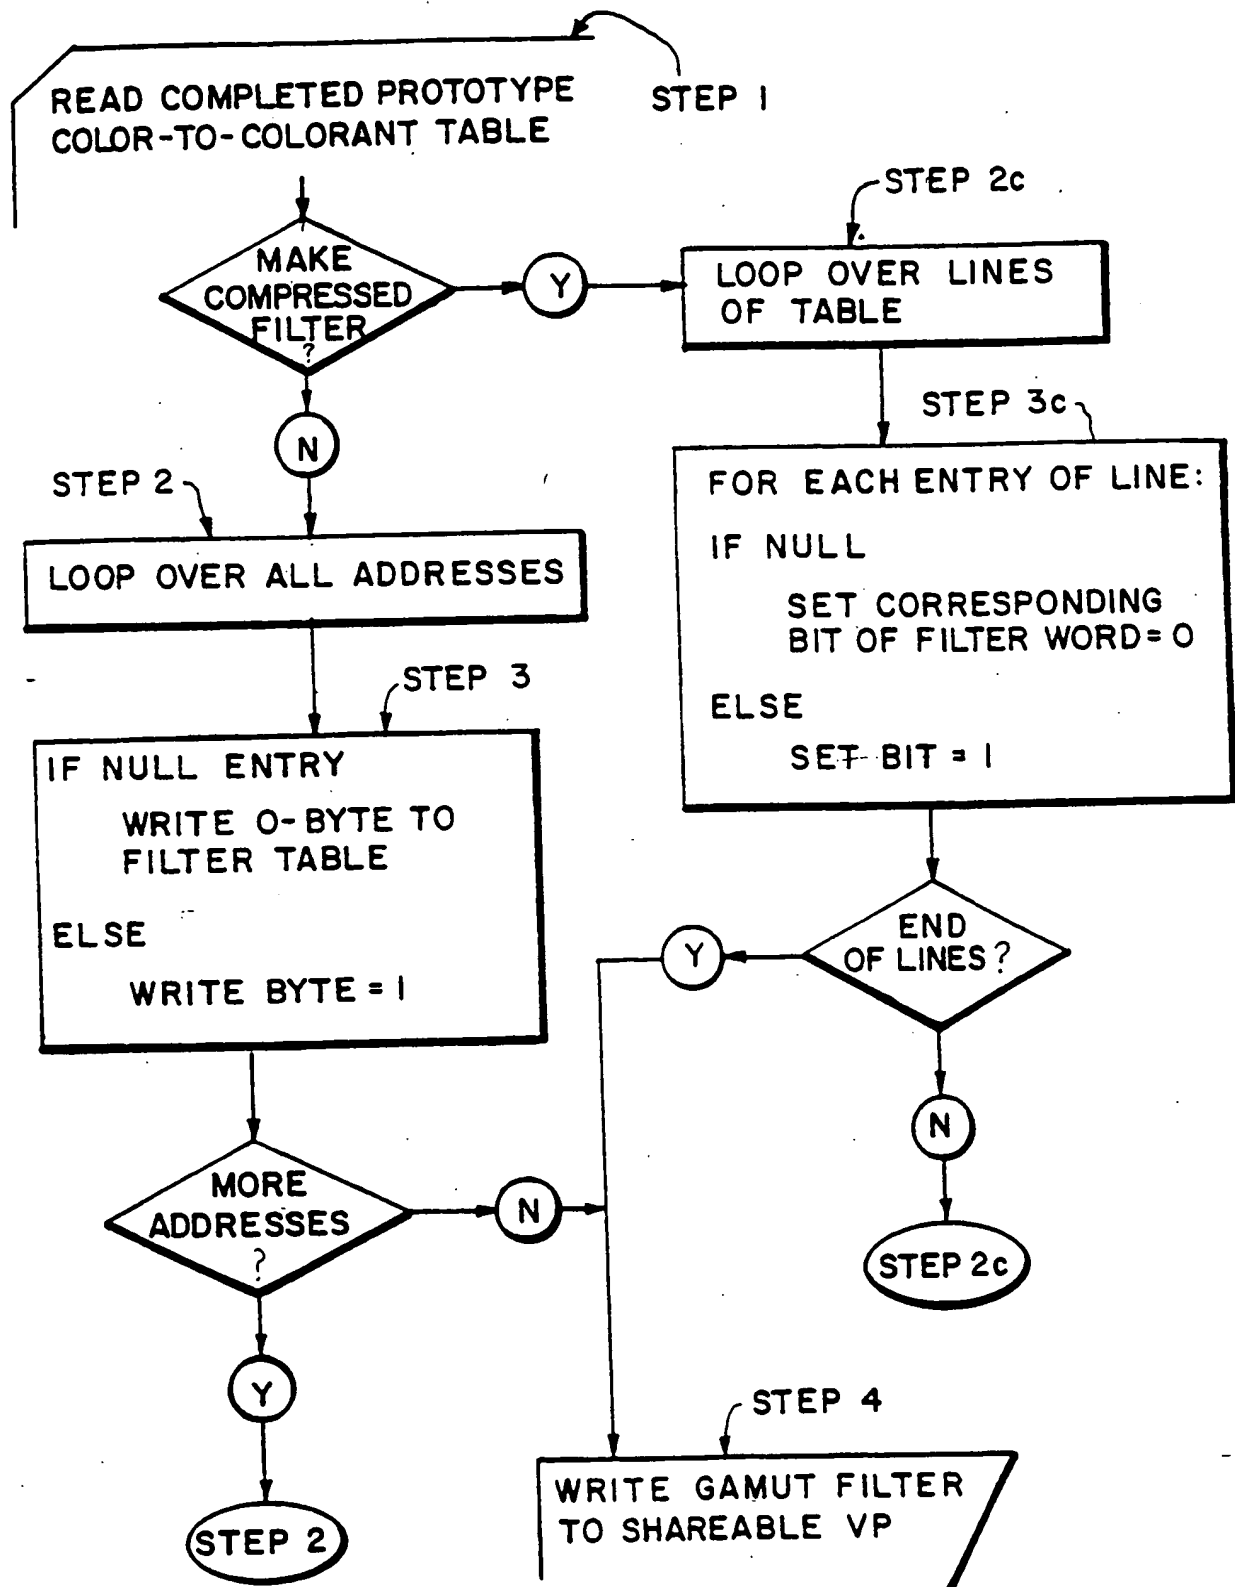 STEP 1
READ COMPLETED PROTOTYPE
COLOR-TO-COLORANT TABLE
MAKE
COMPRESSED
FILTER
?
Y
STEP 2c
LOOP OVER LINES
OF TABLE
N
STEP 2
LOOP OVER ALL ADDRESSES
STEP 3c
FOR EACH ENTRY OF LINE:
IF NULL
SET CORRESPONDING
BIT OF FILTER WORD=0
ELSE
SET BIT = 1
STEP 3
IF NULL ENTRY
WRITE 0-BYTE TO
FILTER TABLE
ELSE
WRITE BYTE = 1
END
OF LINES?
Y
N
STEP 2c
MORE
ADDRESSES
?
N
Y
STEP 2
STEP 4
WRITE GAMUT FILTER
TO SHAREABLE VP